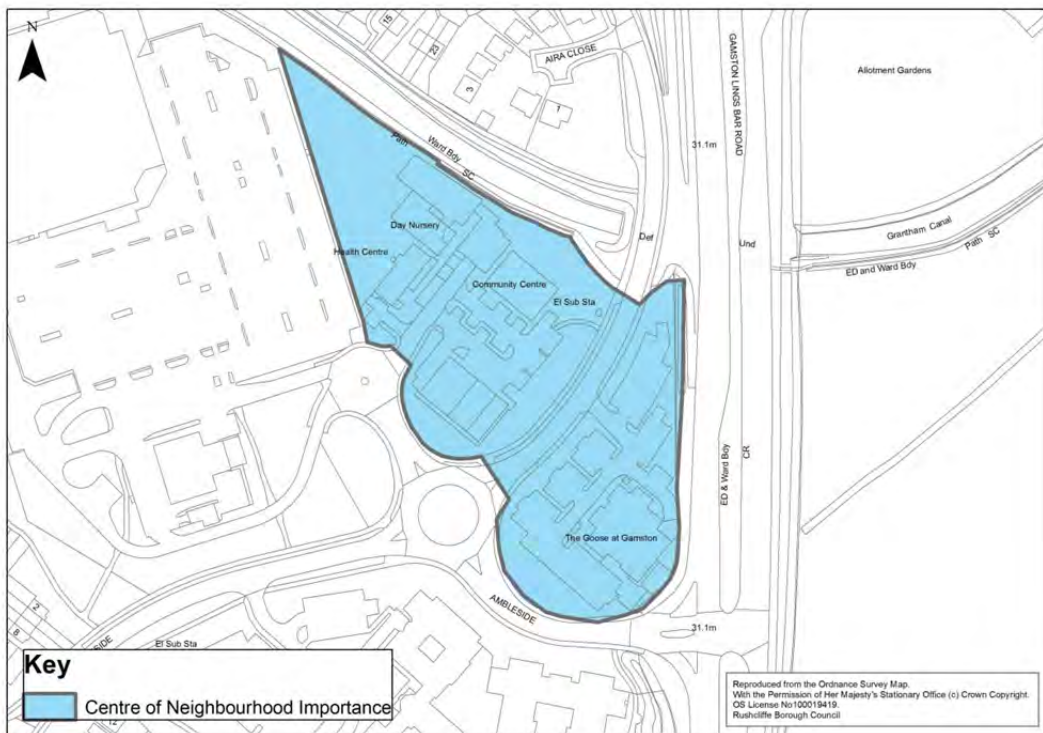 N
15
23
AIRA CLOSE
3
1
GAMSTON LINGS BAR ROAD
Allotment Gardens
31.1m
Path
Ward Bdy
SC
Day Nursery
Health Centre
Community Centre
El Sub Sta
Def
Und
Grantham Canal
Path SC
ED and Ward Bdy
ED & Ward Bdy
CR
The Goose at Gamston
AMBLESIDE
31.1m
2
8
SIDE
El Sub Sta
12
Key
Centre of Neighbourhood Importance
Reproduced from the Ordnance Survey Map.
With the Permission of Her Majesty's Stationary Office (c) Crown Copyright.
OS License No100019419.
Rushcliffe Borough Council